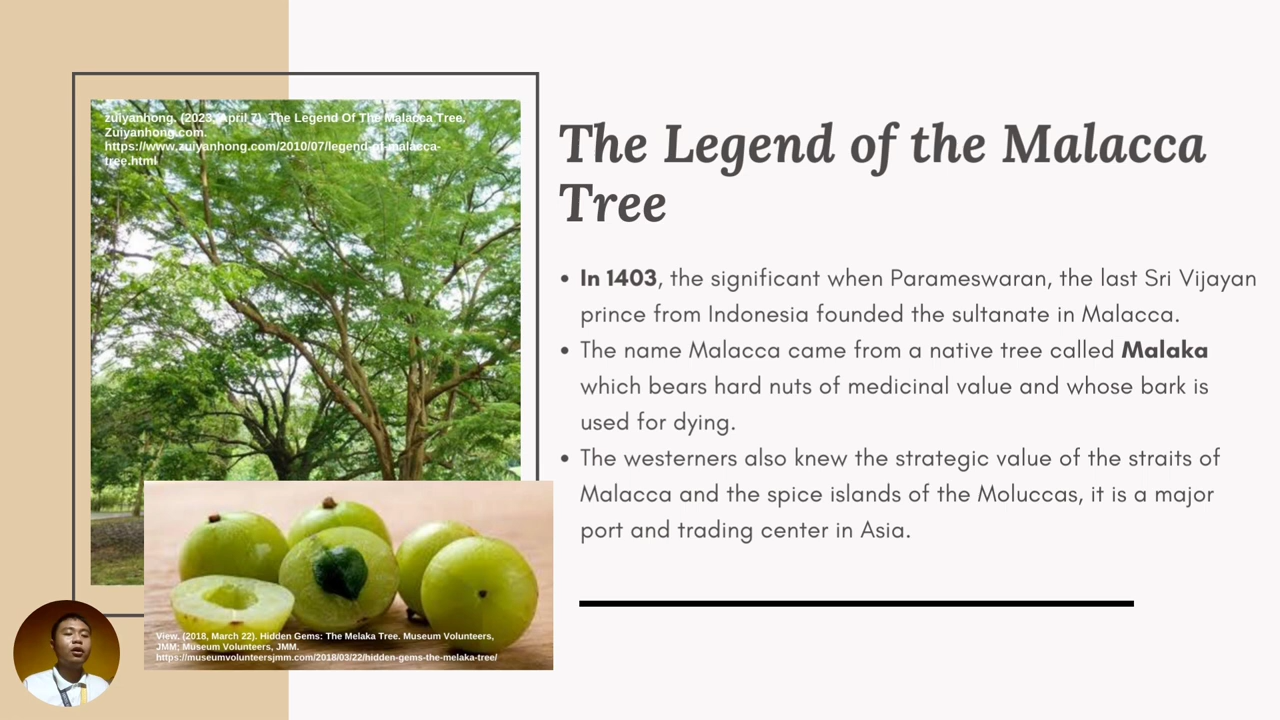 zuiyanhong. (2023, April 7). The Legend Of The Malacca Tree.
Zuiyanhong.com.
https://www.zuiyanhong.com/2010/07/legend-of-malacca-
tree.html
The Legend of the Malacca
Tree
• In 1403, the significant when Parameswaran, the last Sri Vijayan
prince from Indonesia founded the sultanate in Malacca.
• The name Malacca came from a native tree called Malaka
which bears hard nuts of medicinal value and whose bark is
used for dying.
• The westerners also knew the strategic value of the straits of
Malacca and the spice islands of the Moluccas, it is a major
port and trading center in Asia.
View. (2018, March 22). Hidden Gems: The Melaka Tree. Museum Volunteers,
JMM; Museum Volunteers, JMM.
https://museumvolunteersjmm.com/2018/03/22/hidden-gems-the-melaka-tree/